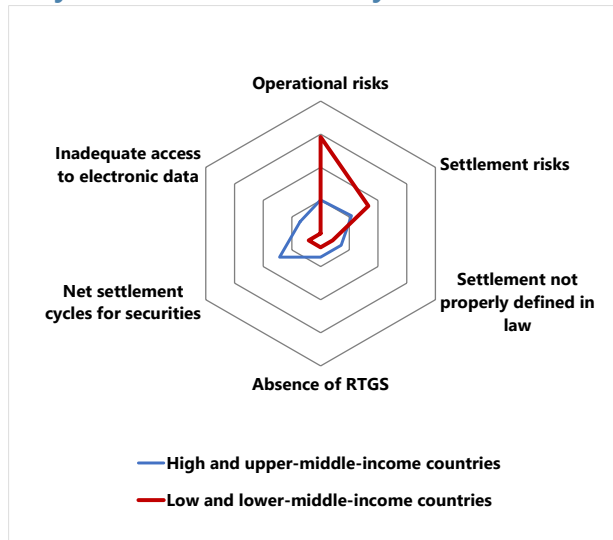 Operational risks
Inadequate access
to electronic data
Settlement risks
Net settlement
cycles for securities
Settlement not
properly defined in
law
Absence of RTGS
High and upper-middle-income countries
Low and lower-middle-income countries